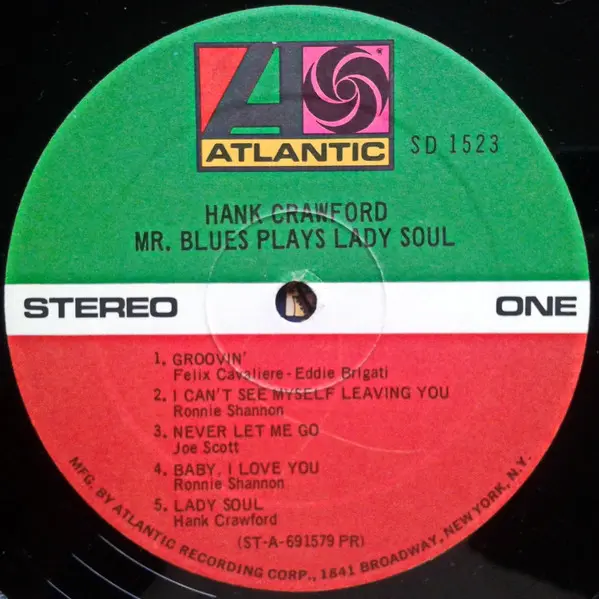 ATLANTIC
SD 1523
HANK CRAWFORD
MR. BLUES PLAYS LADY SOUL
STEREO
ONE
1. GROOVIN'
Felix Cavaliere - Eddie Brigati
2. I CAN'T SEE MYSELF LEAVING YOU
Ronnie Shannon
3. NEVER LET ME GO
Joe Scott
4. BABY, I LOVE YOU
Ronnie Shannon
5. LADY SOUL
Hank Crawford
(ST-A-691579 PR)
MFG. BY ATLANTIC RECORDING CORP., 1841 BROADWAY, NEW YORK, N.Y.